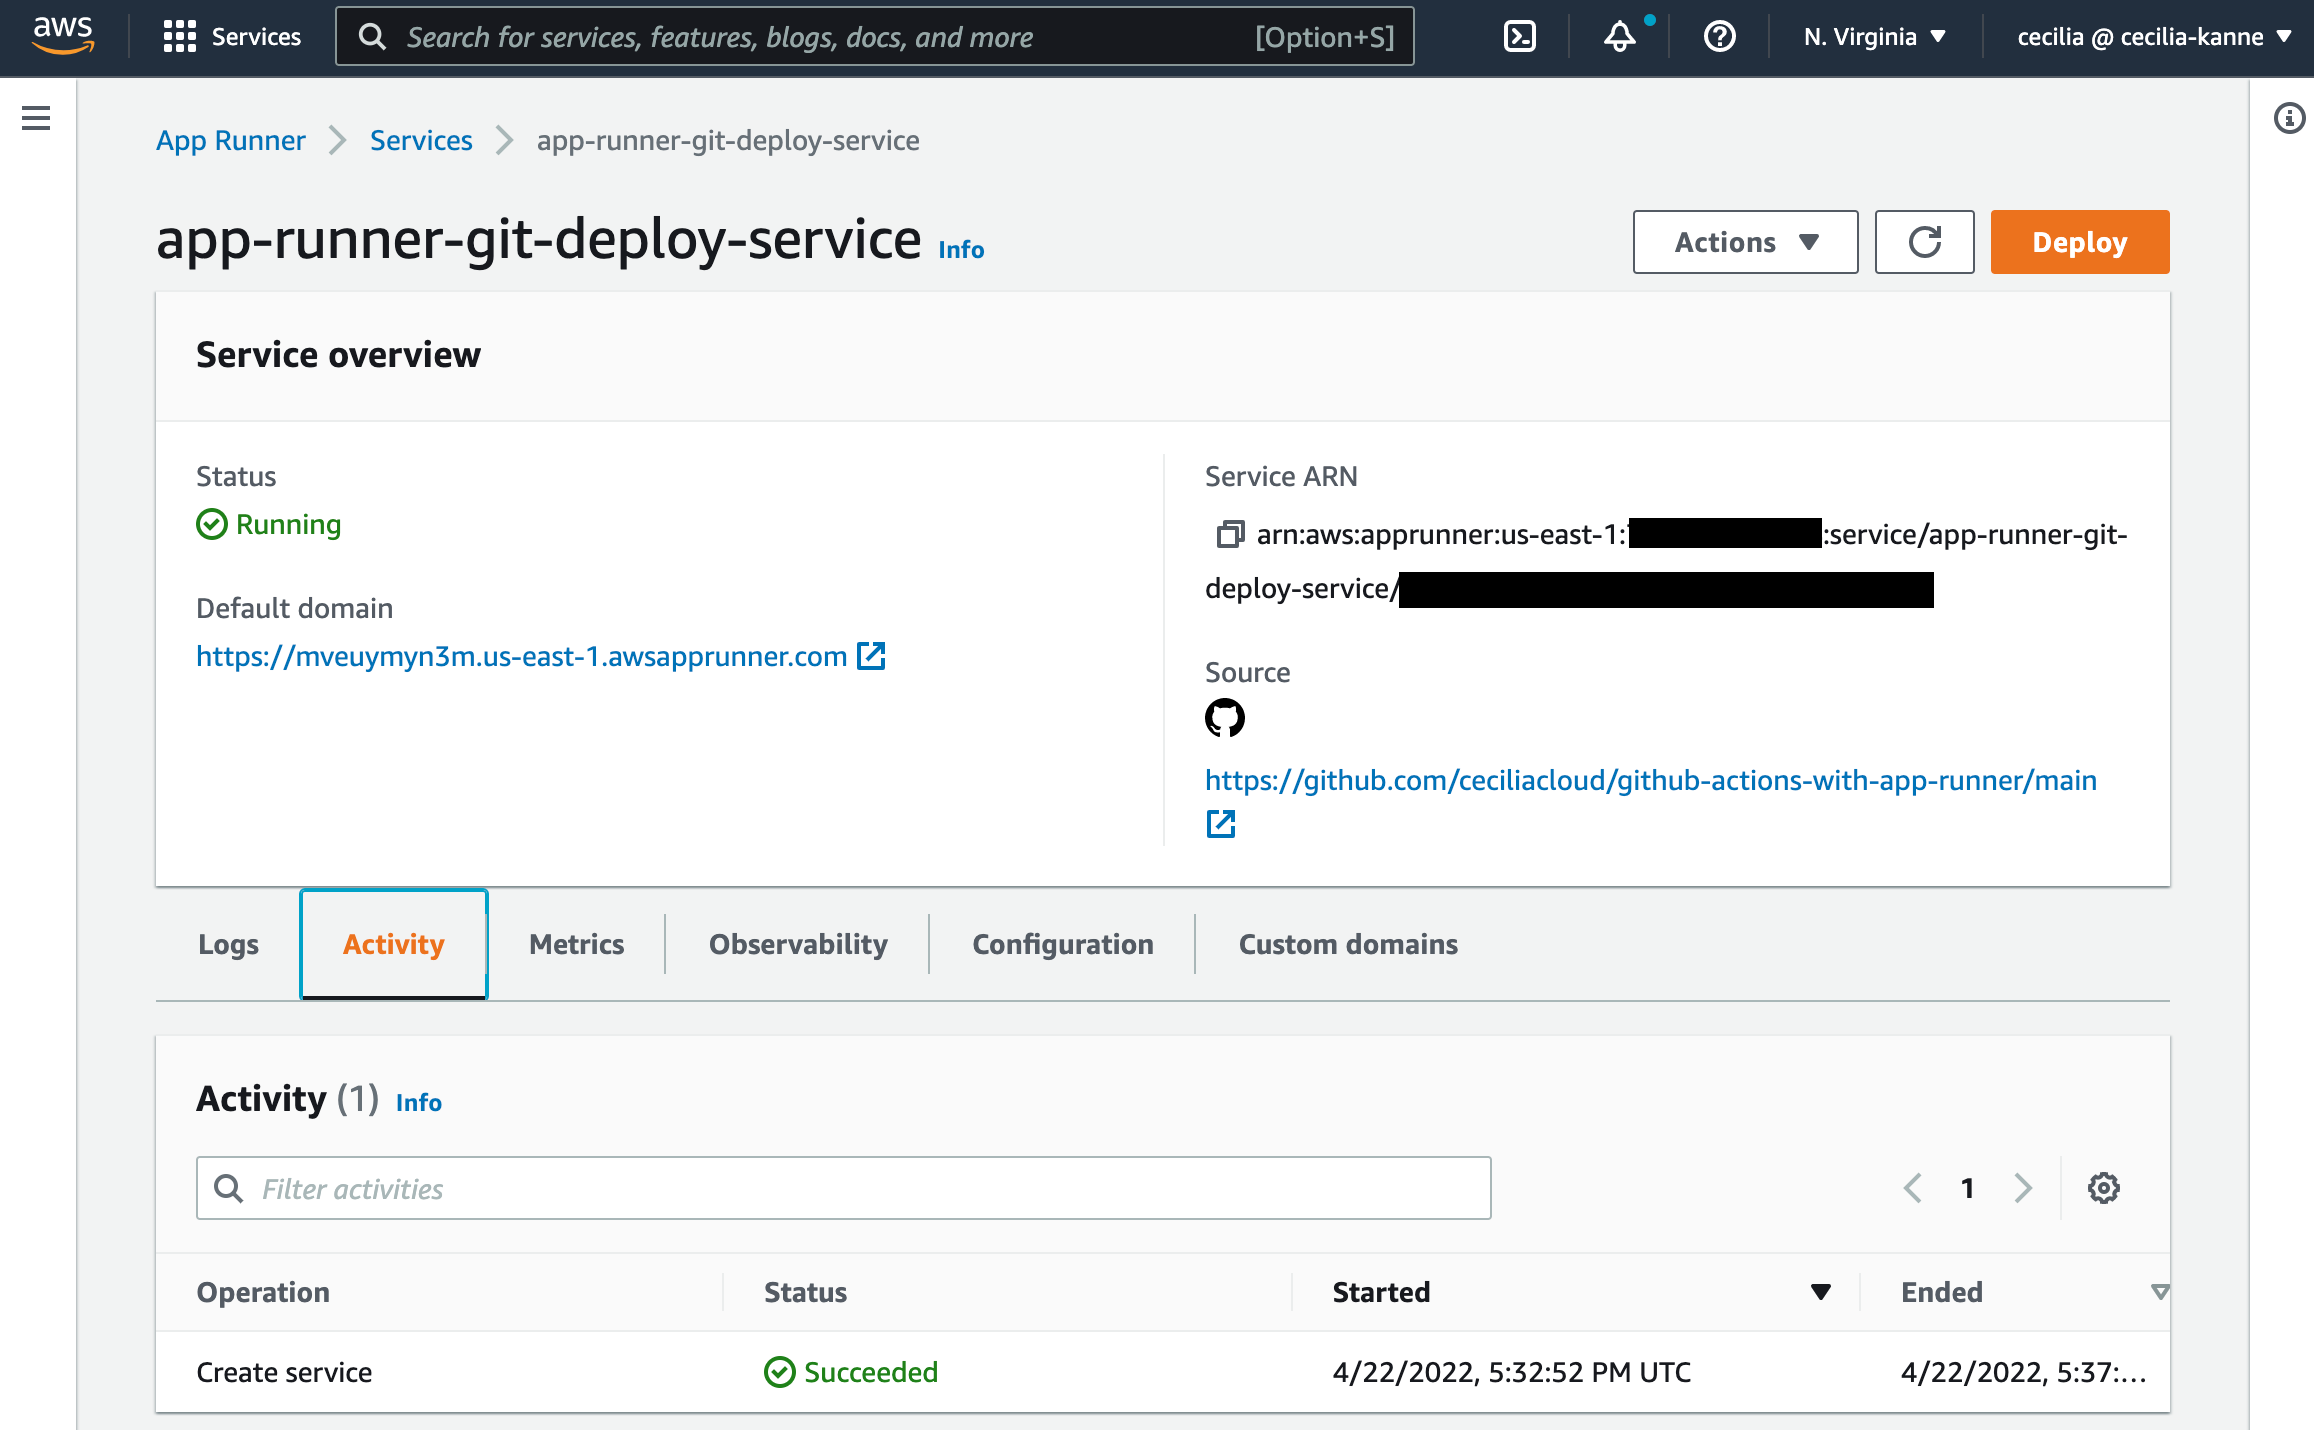 aws
Services
Search for services, features, blogs, docs, and more [Option+S]
N. Virginia
cecilia @ cecilia-kanne
App Runner
Services
app-runner-git-deploy-service
app-runner-git-deploy-service Info
Actions
Deploy
Service overview
Status
Running
Default domain
https://mveuymyn3m.us-east-1.awsapprunner.com
Service ARN
arn:aws:apprunner:us-east-1: :service/app-runner-git-
deploy-service/
Source
https://github.com/ceciliacloud/github-actions-with-app-runner/main
Logs
Activity
Metrics
Observability
Configuration
Custom domains
Activity (1) Info
Filter activities
1
Operation Status Started Ended
Create service Succeeded 4/22/2022, 5:32:52 PM UTC 4/22/2022, 5:37:...